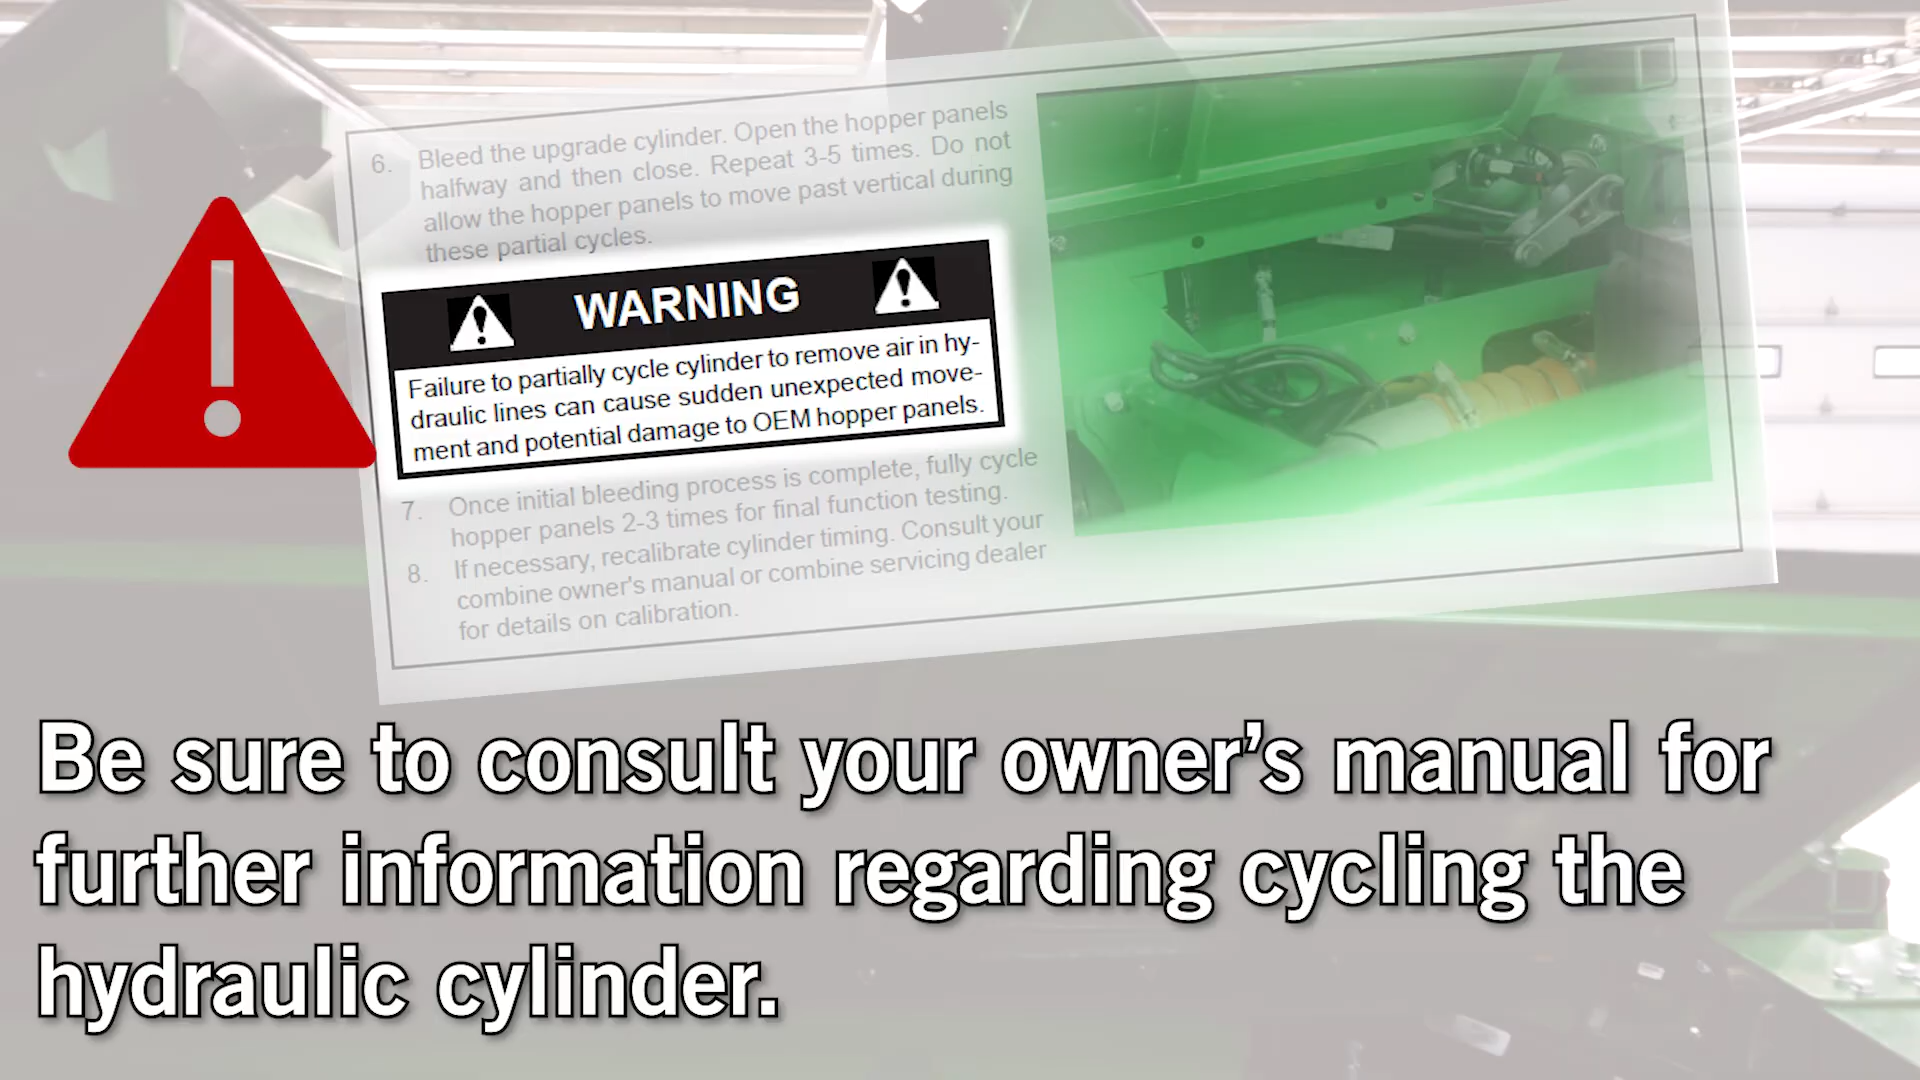 6. Bleed the upgrade cylinder. Open the hopper panels
halfway and then close. Repeat 3-5 times. Do not
allow the hopper panels to move past vertical during
these partial cycles.
WARNING
Failure to partially cycle cylinder to remove air in hy-
draulic lines can cause sudden unexpected move-
ment and potential damage to OEM hopper panels.
7. Once initial bleeding process is complete, fully cycle
hopper panels 2-3 times for final function testing.
8. If necessary, recalibrate cylinder timing. Consult your
combine owner's manual or combine servicing dealer
for details on calibration.
Be sure to consult your owner’s manual for
further information regarding cycling the
hydraulic cylinder.